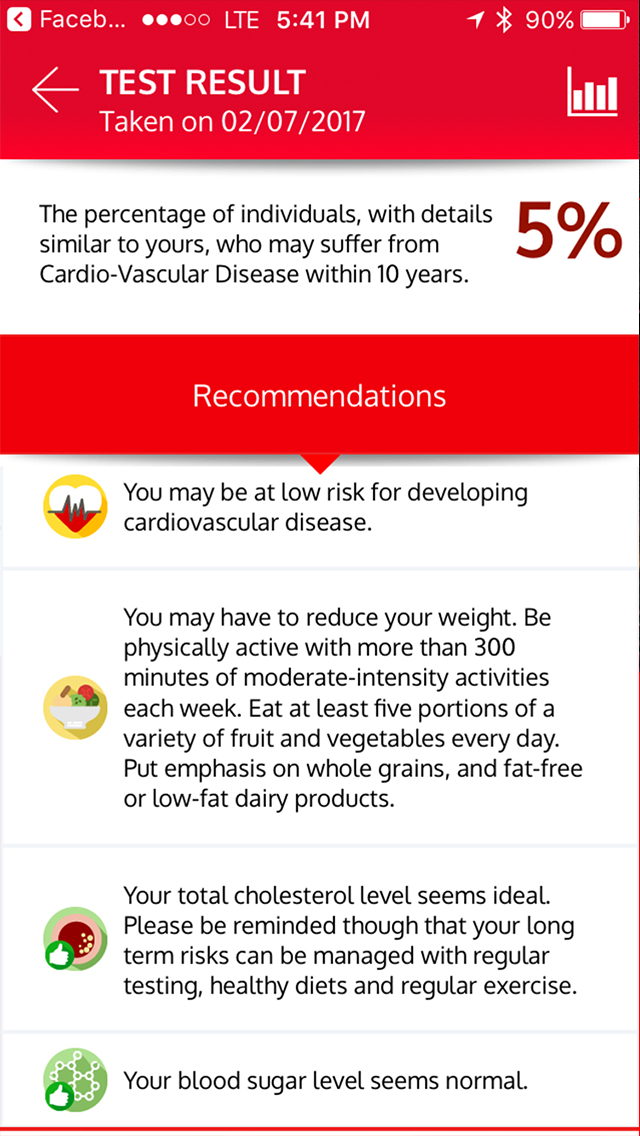 Faceb... LTE 5:41 PM 90%
TEST RESULT
Taken on 02/07/2017
The percentage of individuals, with details
similar to yours, who may suffer from
Cardio-Vascular Disease within 10 years.
5%
Recommendations
You may be at low risk for developing
cardiovascular disease.
You may have to reduce your weight. Be
physically active with more than 300
minutes of moderate-intensity activities
each week. Eat at least five portions of a
variety of fruit and vegetables every day.
Put emphasis on whole grains, and fat-free
or low-fat dairy products.
Your total cholesterol level seems ideal.
Please be reminded though that your long
term risks can be managed with regular
testing, healthy diets and regular exercise.
Your blood sugar level seems normal.